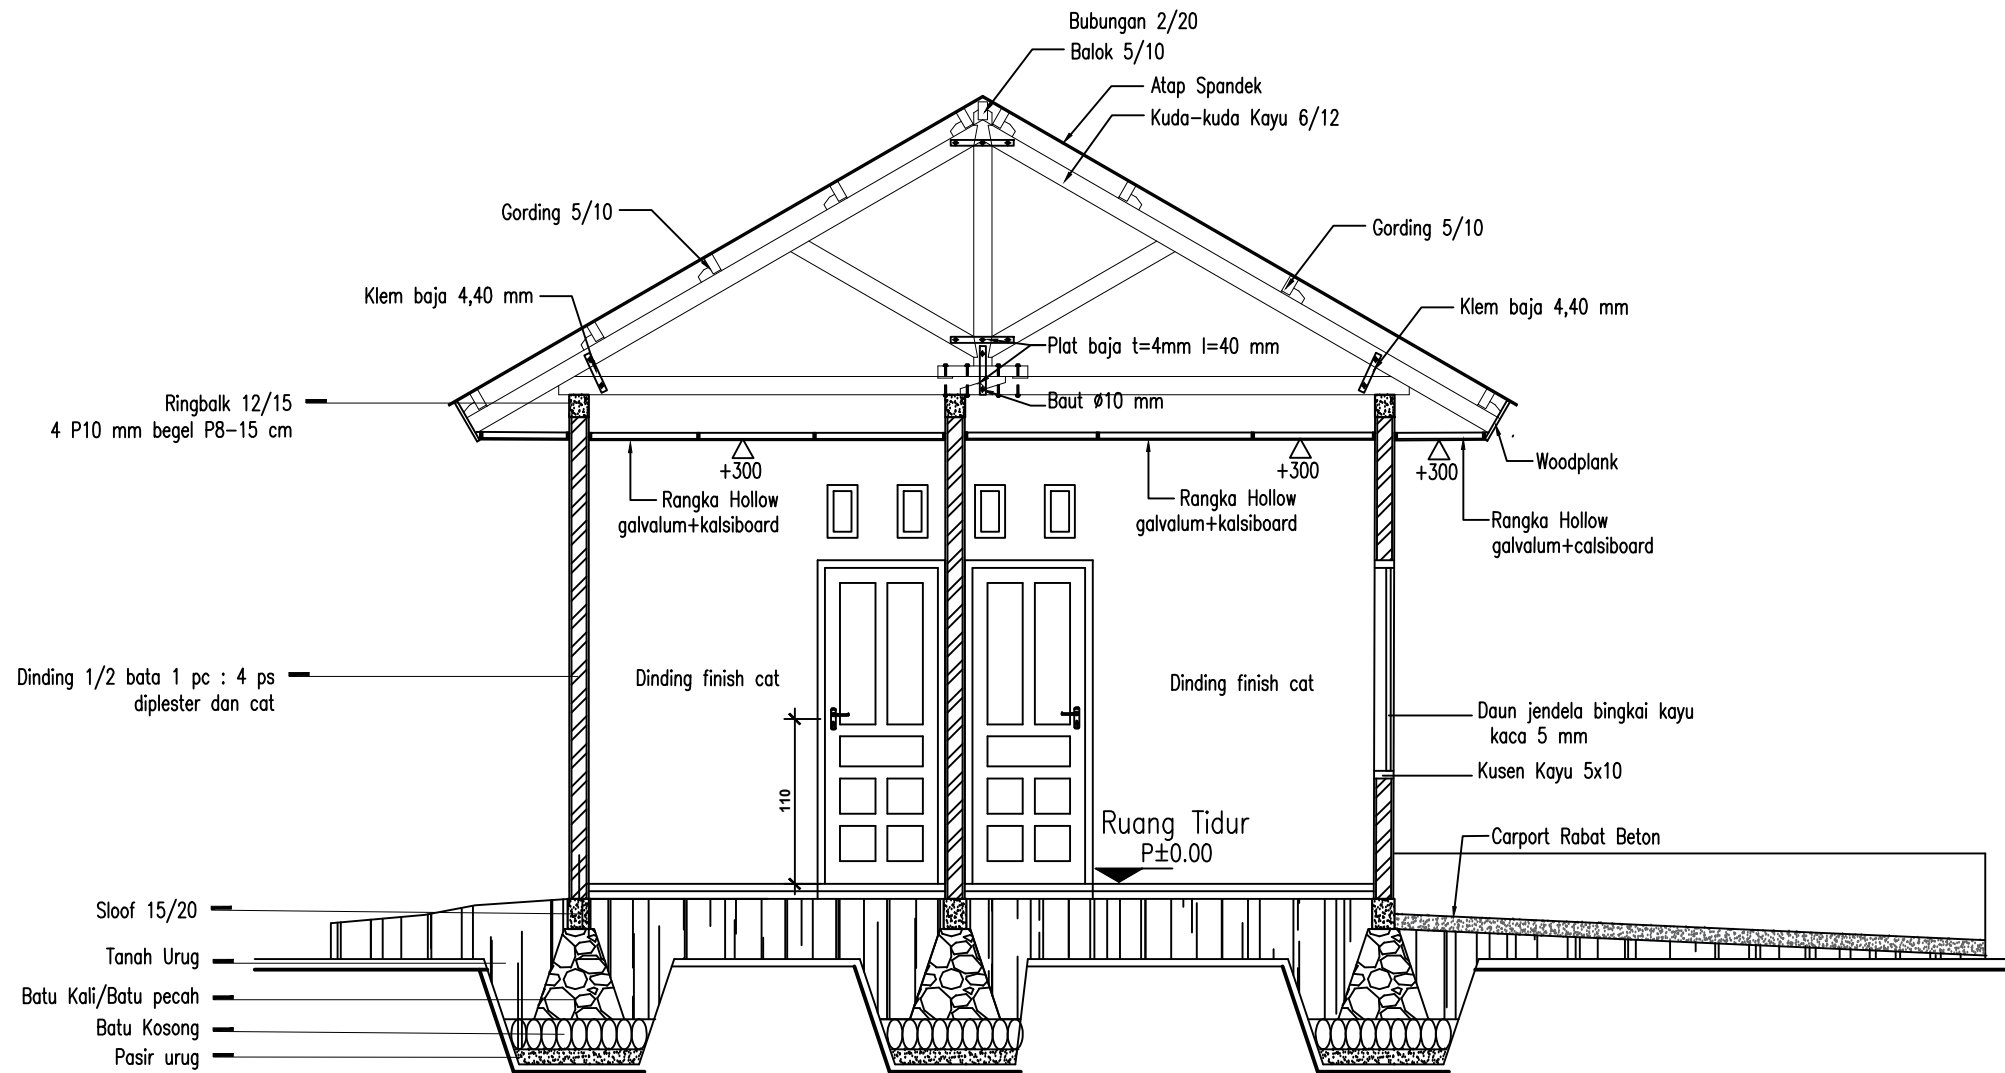 Bubungan 2/20
Balok 5/10
Atap Spandek
Kuda-kuda Kayu 6/12
Gording 5/10
Gording 5/10
Klem baja 4,40 mm
Klem baja 4,40 mm
Plat baja t=4mm l=40 mm
Baut ø10 mm
Ringbalk 12/15
4 P10 mm begel P8-15 cm
Woodplank
+300
+300
+300
Rangka Hollow
galvalum+kalsiboard
Rangka Hollow
galvalum+kalsiboard
Rangka Hollow
galvalum+calsiboard
Dinding 1/2 bata 1 pc : 4 ps
diplester dan cat
Dinding finish cat
Dinding finish cat
Daun jendela bingkai kayu
kaca 5 mm
Kusen Kayu 5x10
110
Ruang Tidur
P±0.00
Carport Rabat Beton
Sloof 15/20
Tanah Urug
Batu Kali/Batu pecah
Batu Kosong
Pasir urug